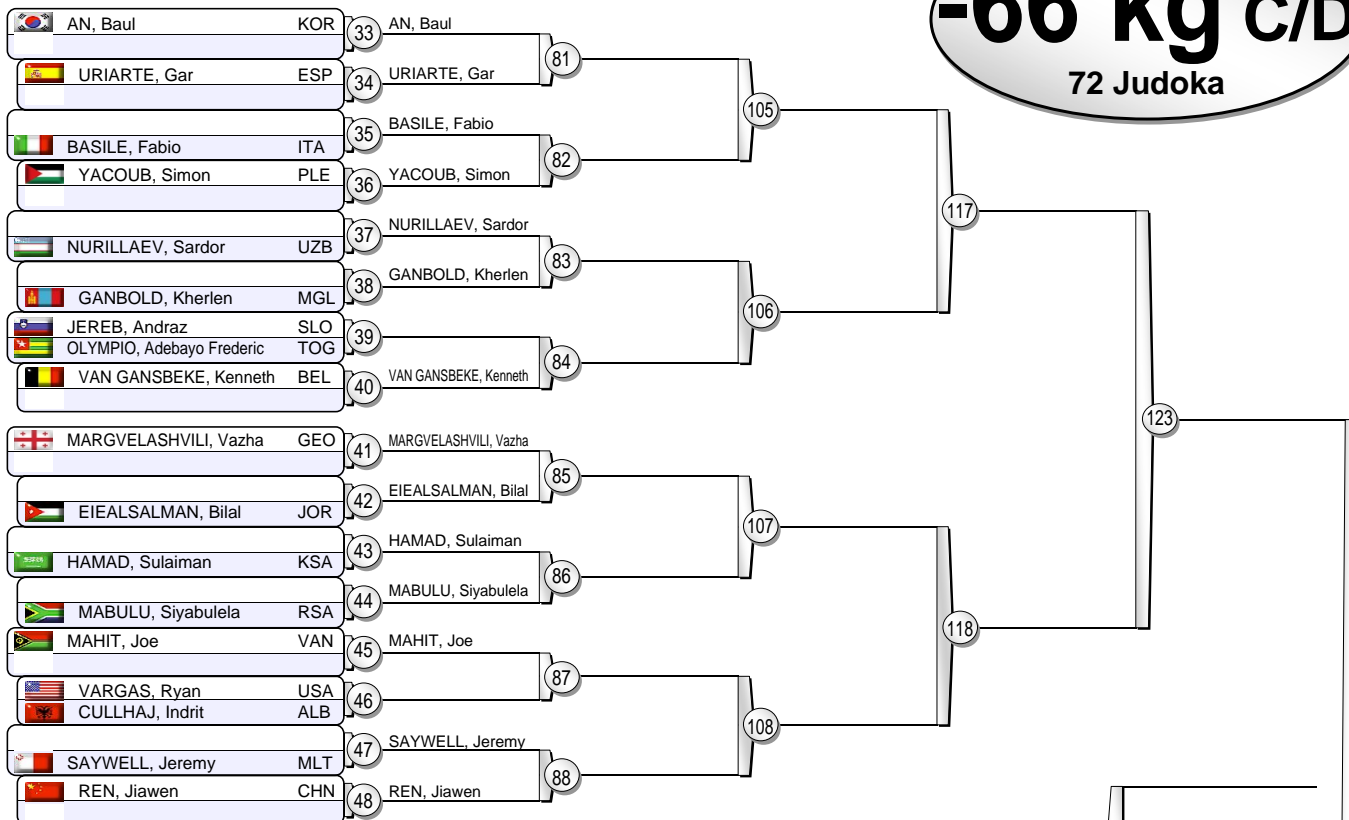 -66 kg C/D
72 Judoka
AN, Baul KOR 33 AN, Baul
81
URIARTE, Gar ESP 34 URIARTE, Gar
105
BASILE, Fabio ITA 35 BASILE, Fabio
82
YACOUB, Simon PLE 36 YACOUB, Simon
117
NURILLAEV, Sardor UZB 37 NURILLAEV, Sardor
83
GANBOLD, Kherlen MGL 38 GANBOLD, Kherlen
106
JEREB, Andraz SLO
39
OLYMPIO, Adebayo Frederic TOG
84
VAN GANSBEKE, Kenneth BEL 40 VAN GANSBEKE, Kenneth
123
MARGVELASHVILI, Vazha GEO 41 MARGVELASHVILI, Vazha
85
EIEALSALMAN, Bilal JOR 42 EIEALSALMAN, Bilal
107
HAMAD, Sulaiman KSA 43 HAMAD, Sulaiman
86
MABULU, Siyabulela RSA 44 MABULU, Siyabulela
118
MAHIT, Joe VAN 45 MAHIT, Joe
87
VARGAS, Ryan USA
46
CULLHAJ, Indrit ALB
108
SAYWELL, Jeremy MLT 47 SAYWELL, Jeremy
88
REN, Jiawen CHN 48 REN, Jiawen